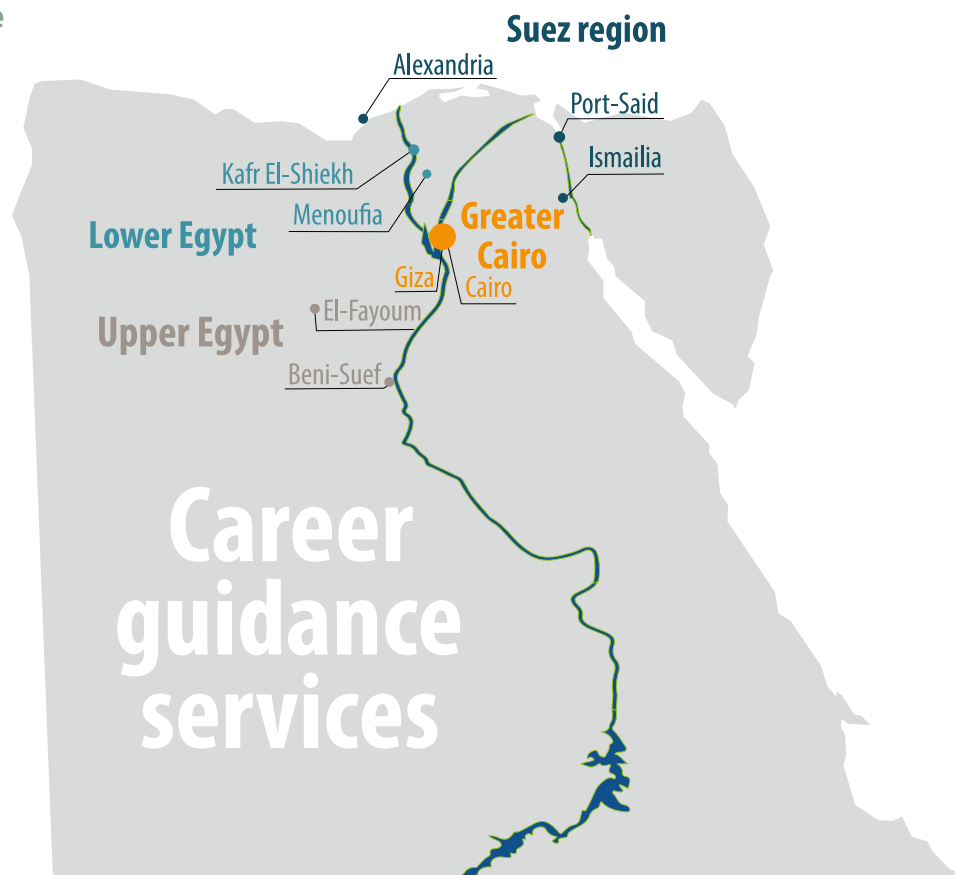 Suez region
Alexandria
Port-Said
Ismailia
Kafr El-Shiekh
Menoufia
Lower Egypt
Greater
Cairo
Giza
Cairo
El-Fayoum
Upper Egypt
Beni-Suef
Career
guidance
services